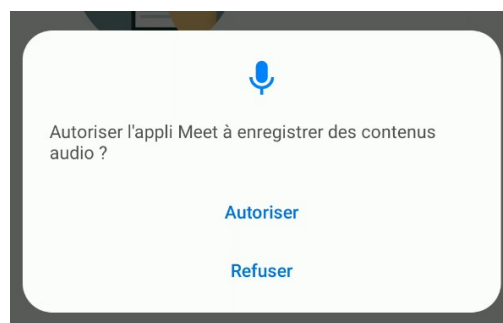 Autoriser l'appli Meet à enregistrer des contenus
audio ?
Autoriser
Refuser